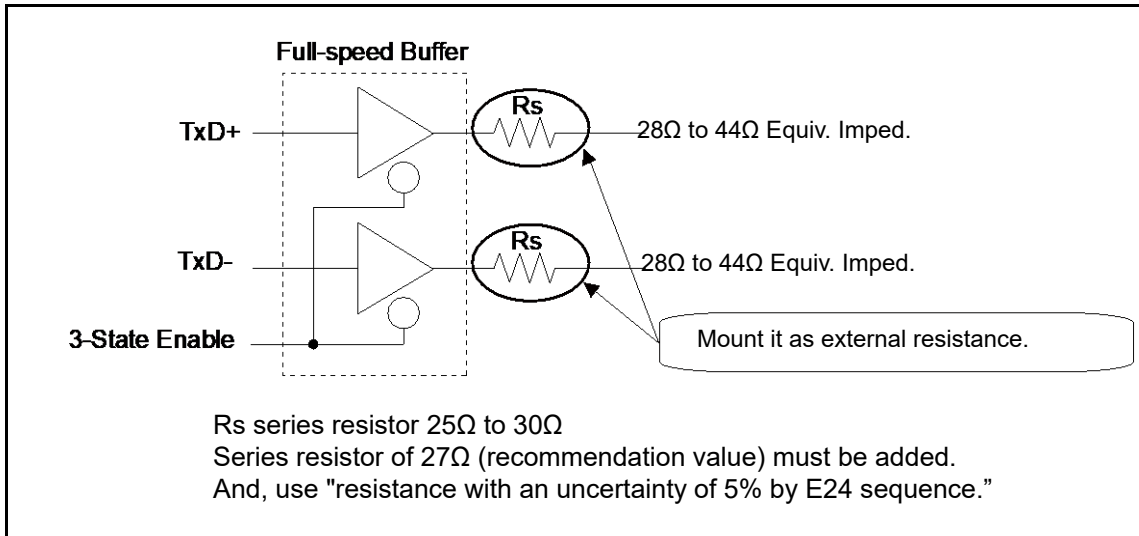 Full-speed Buffer
Rs
TxD+
28Ω to 44Ω Equiv. Imped.
Rs
TxD-
28Ω to 44Ω Equiv. Imped.
3-State Enable
Mount it as external resistance.
Rs series resistor 25Ω to 30Ω
Series resistor of 27Ω (recommendation value) must be added.
And, use "resistance with an uncertainty of 5% by E24 sequence.”